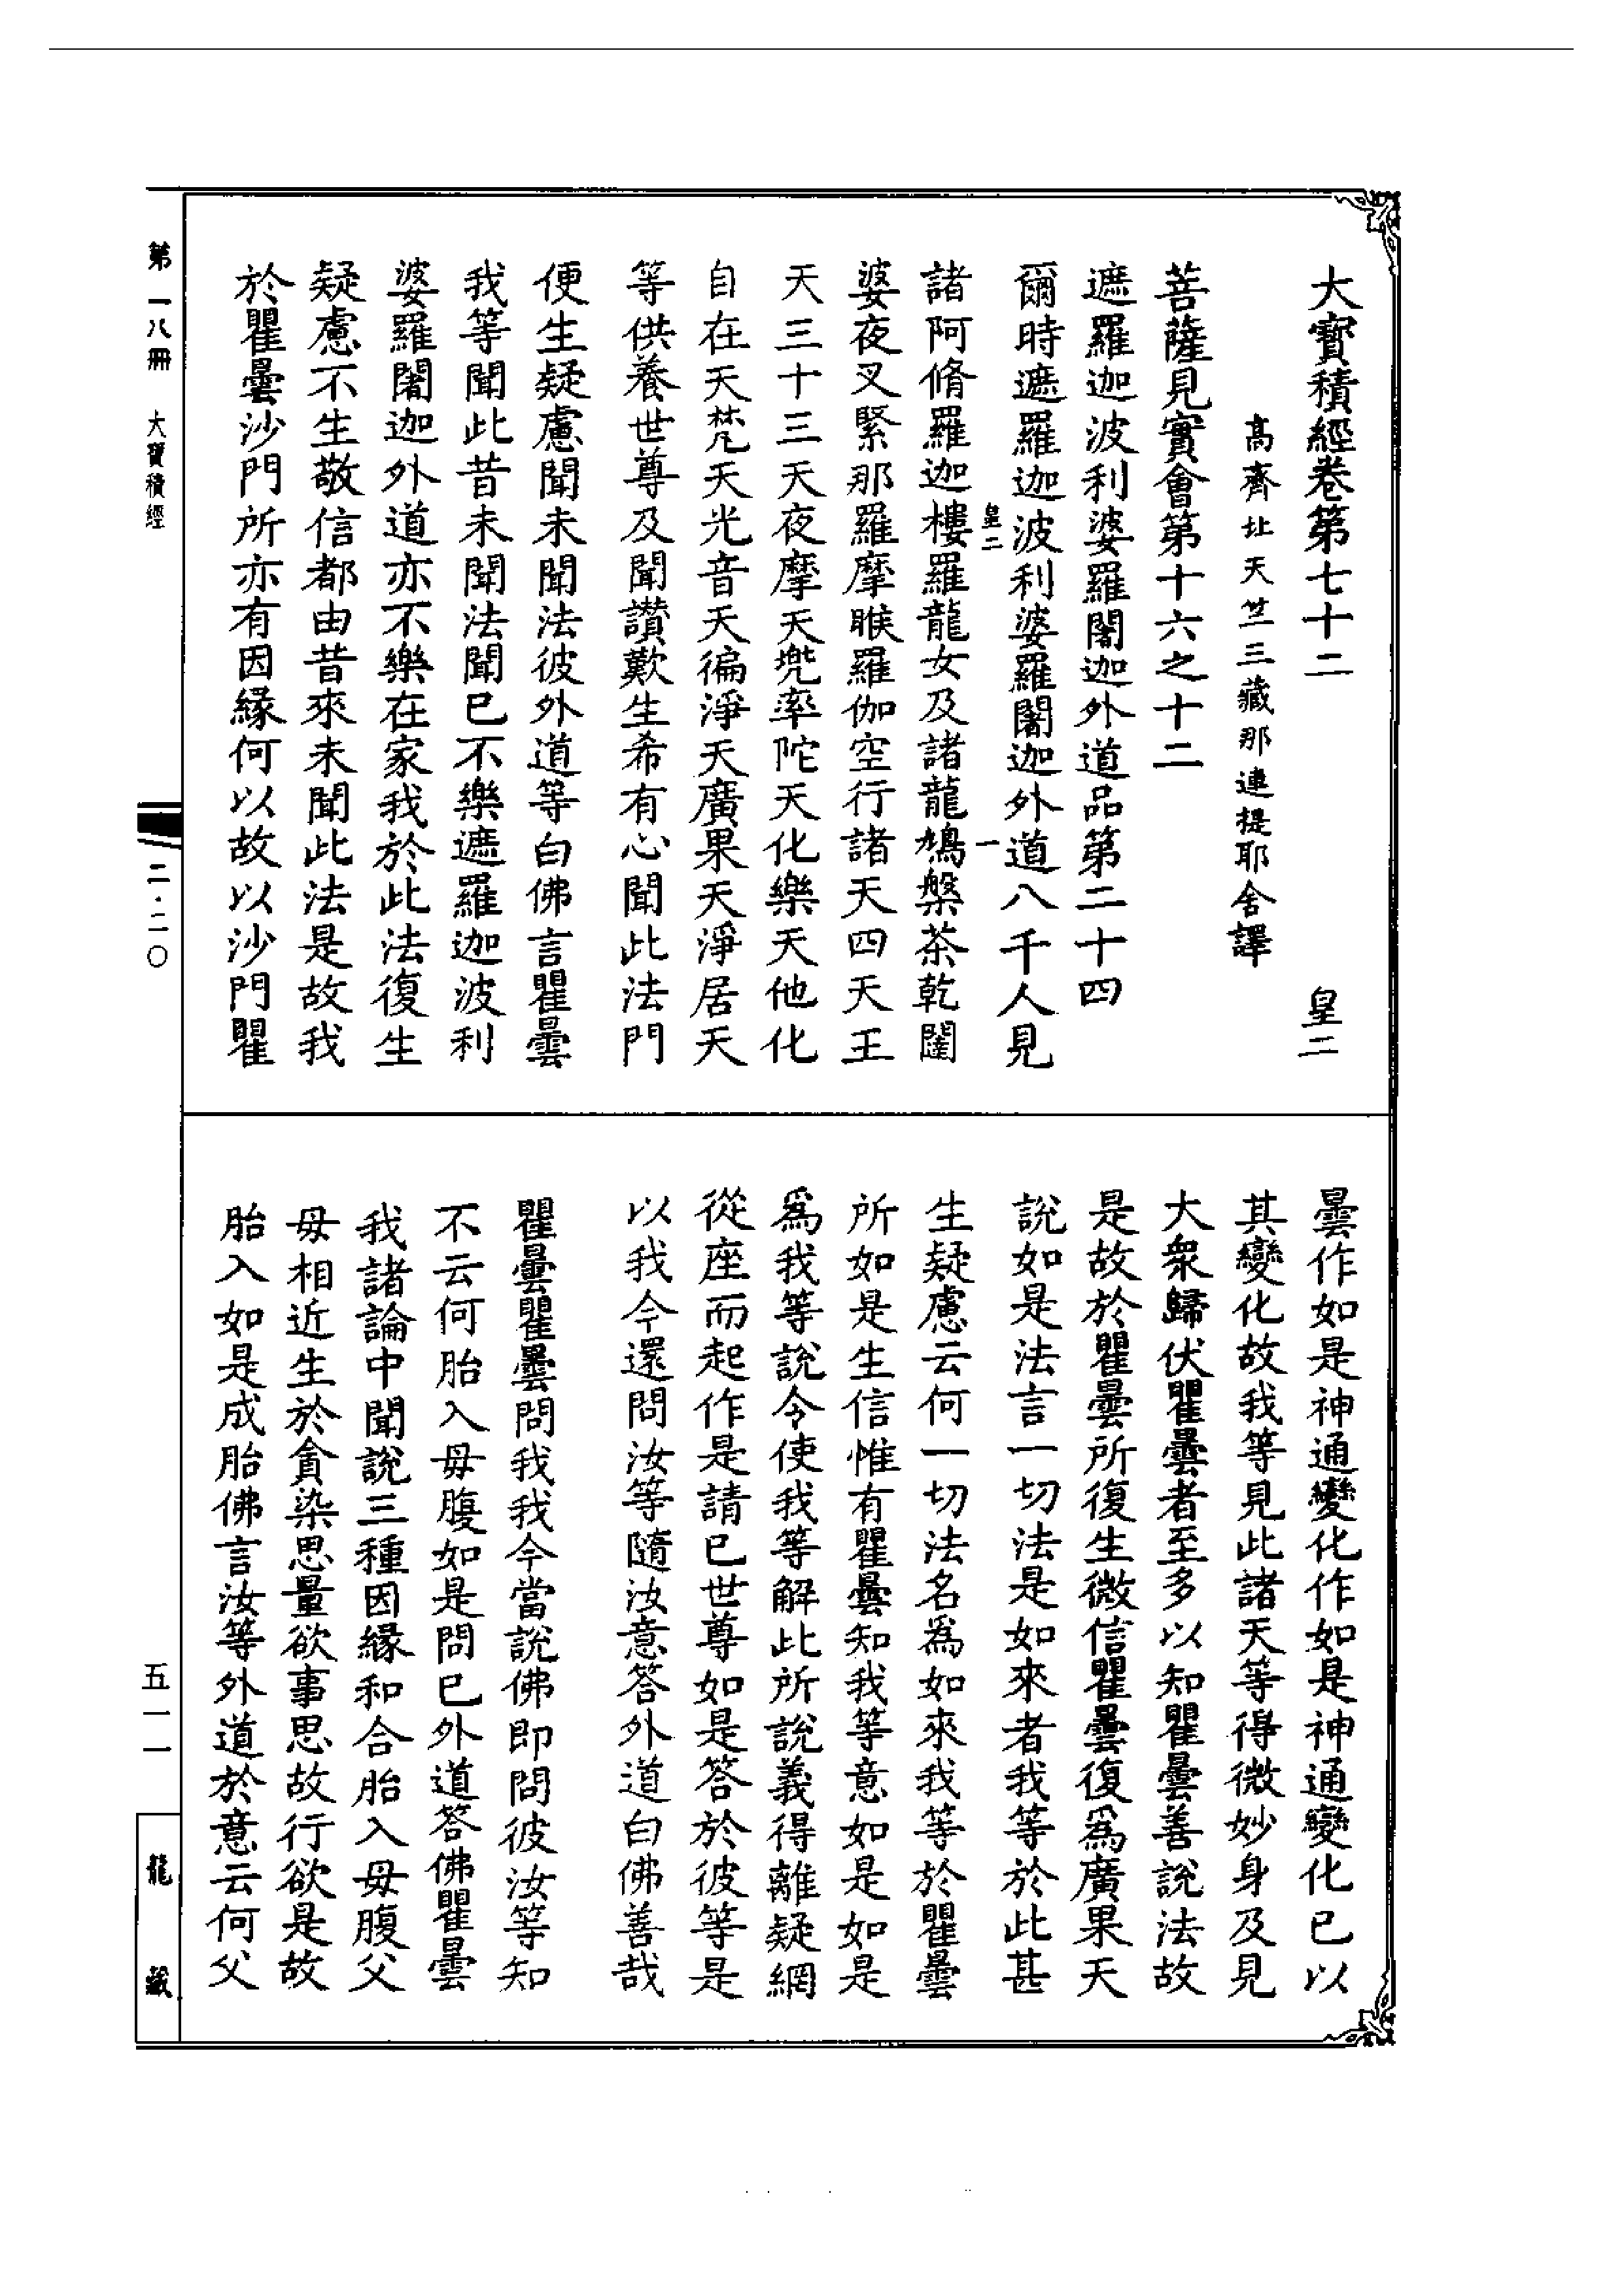 大寳積經卷第七十二 皇二
高齊北天竺三藏那連提耶舍譯
菩薩見實會第十六之十二
遮羅迦波利婆羅闍迦外道品第二十四
爾時遮羅迦波利婆羅闍迦外道八千人見
皇二 一
諸阿脩羅迦樓羅龍女及諸龍鳩槃茶乾闥
婆夜叉緊那羅摩睺羅伽空行諸天四天王
天三十三天夜摩天兠率陀天化樂天他化
自在天梵天光音天徧淨天廣果天淨居天
等供養世尊及聞讚歎生希有心聞此法門
便生疑慮聞未聞法彼外道等白佛言瞿曇
我等聞此昔未聞法聞已不樂遮羅迦波利
婆羅闍迦外道亦不樂在家我於此法復生
疑慮不生敬信都由昔來未聞此法是故我
於瞿曇沙門所亦有因緣何以故以沙門瞿
曇作如是神通變化作如是神通變化已以
其變化故我等見此諸天等得微妙身及見
大衆歸伏瞿曇者至多以知瞿曇善說法故
是故於瞿曇所復生微信瞿曇復爲廣果天
說如是法言一切法是如來者我等於此甚
生疑慮云何一切法名爲如來我等於瞿曇
所如是生信惟有瞿曇知我等意如是如是
爲我等說令使我等解此所說義得離疑網
從座而起作是請已世尊如是答於彼等是
以我今還問汝等隨汝意答外道白佛善哉
瞿曇瞿曇問我我今當說佛即問彼汝等知
不云何胎入母腹如是問已外道答佛瞿曇
我諸論中聞說三種因緣和合胎入母腹父
母相近生於貪染思量欲事思故行欲是故
胎入如是成胎佛言汝等外道於意云何父
第一八冊 大寶積經
二·二〇
五一一
龍藏